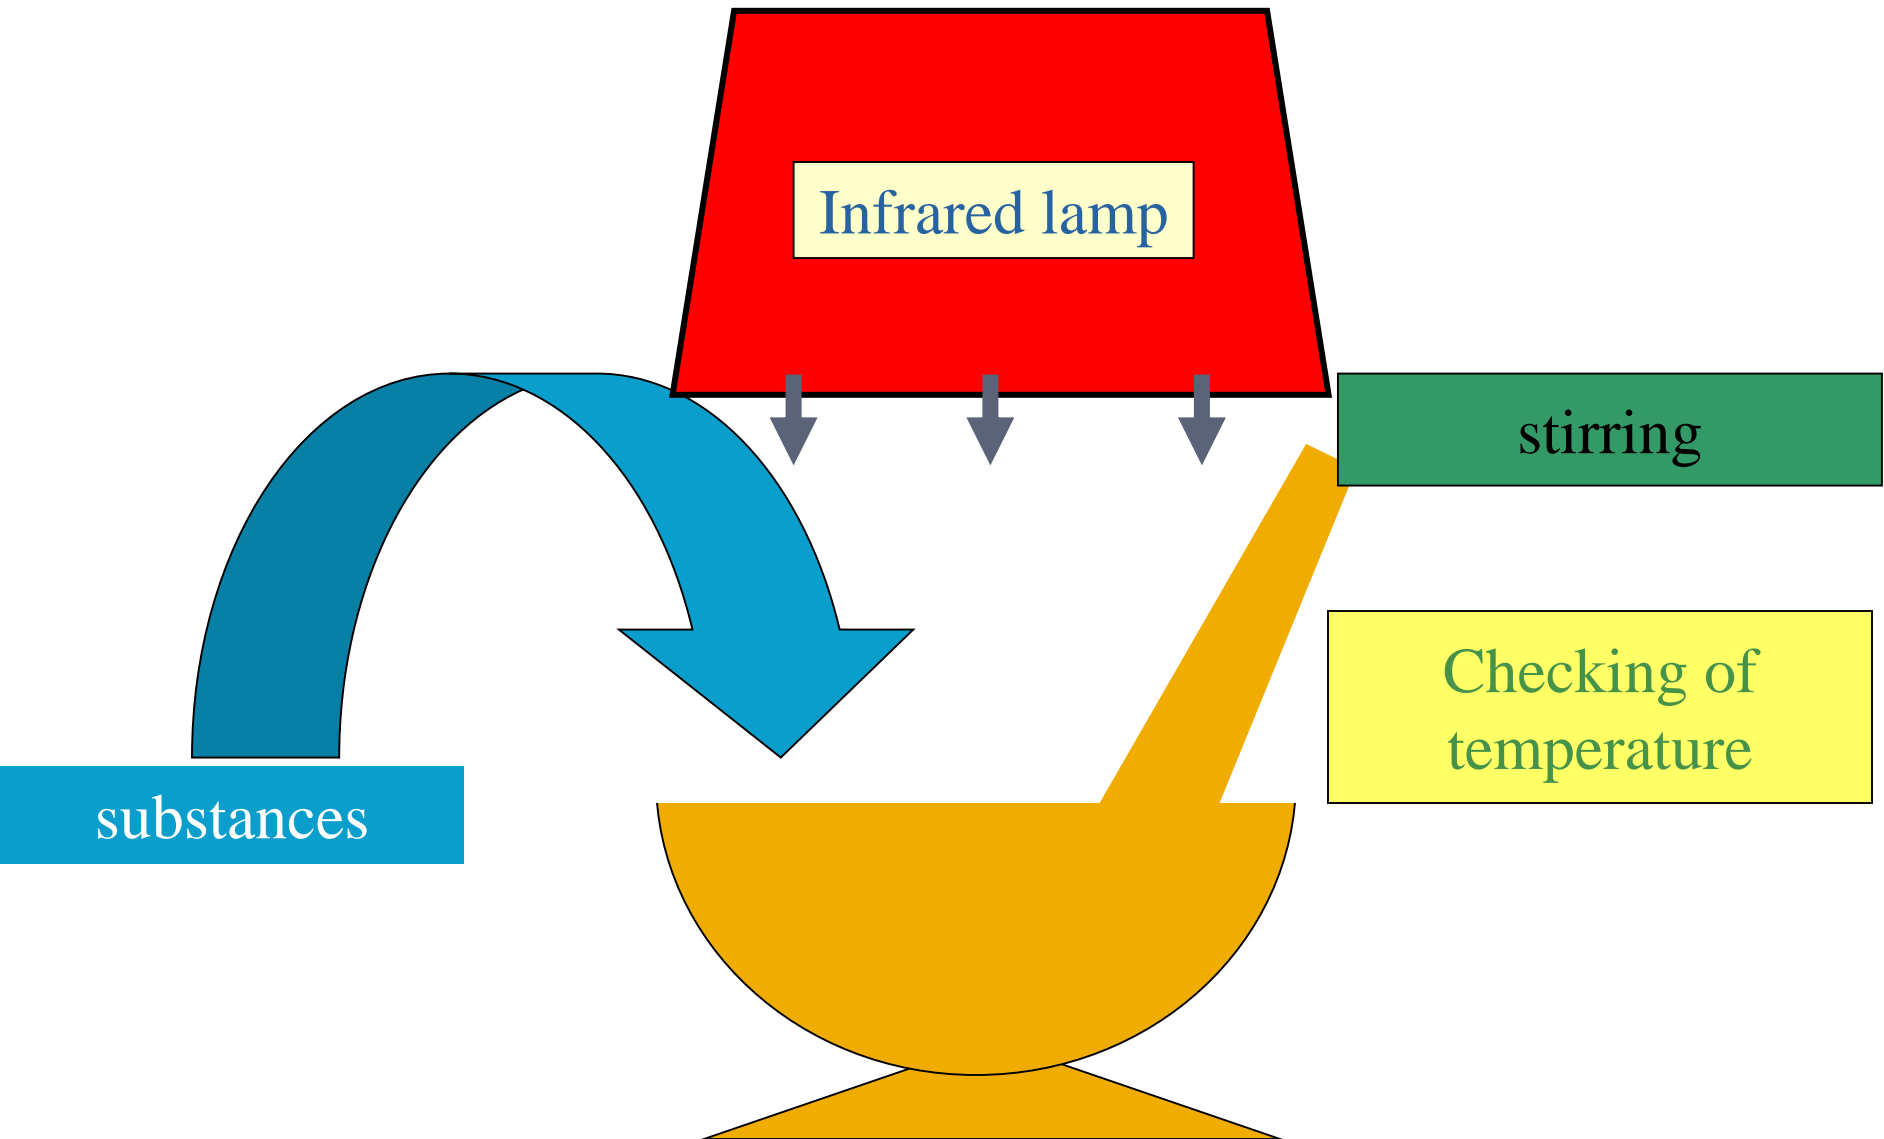 Infrared lamp
stirring
Checking of
temperature
substances